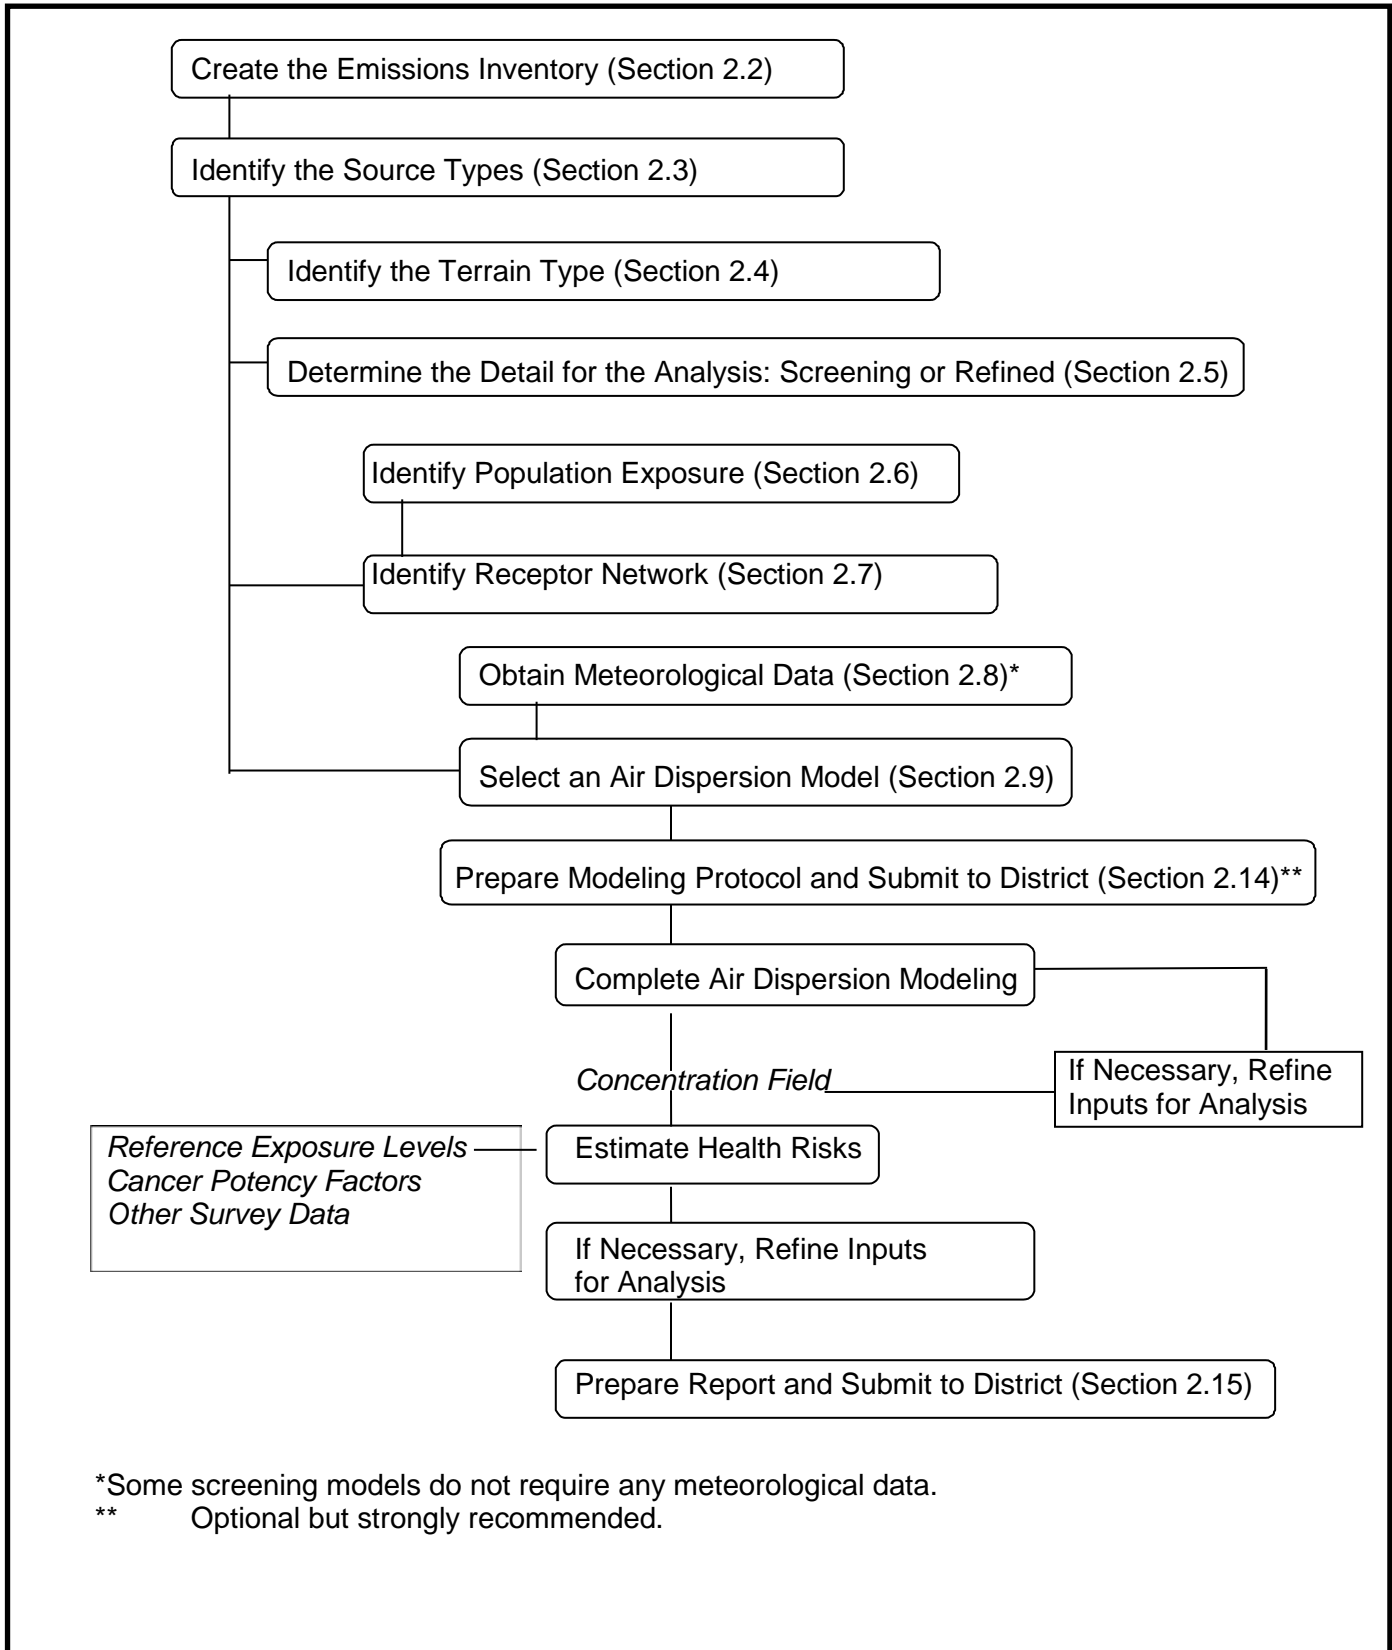 Create the Emissions Inventory (Section 2.2)
Identify the Source Types (Section 2.3)
Identify the Terrain Type (Section 2.4)
Determine the Detail for the Analysis: Screening or Refined (Section 2.5)
Identify Population Exposure (Section 2.6)
Identify Receptor Network (Section 2.7)
Obtain Meteorological Data (Section 2.8)*
Select an Air Dispersion Model (Section 2.9)
Prepare Modeling Protocol and Submit to District (Section 2.14)**
Complete Air Dispersion Modeling
Concentration Field
If Necessary, Refine
Inputs for Analysis
Reference Exposure Levels
Cancer Potency Factors
Other Survey Data
Estimate Health Risks
If Necessary, Refine Inputs
for Analysis
Prepare Report and Submit to District (Section 2.15)
*Some screening models do not require any meteorological data.
** Optional but strongly recommended.